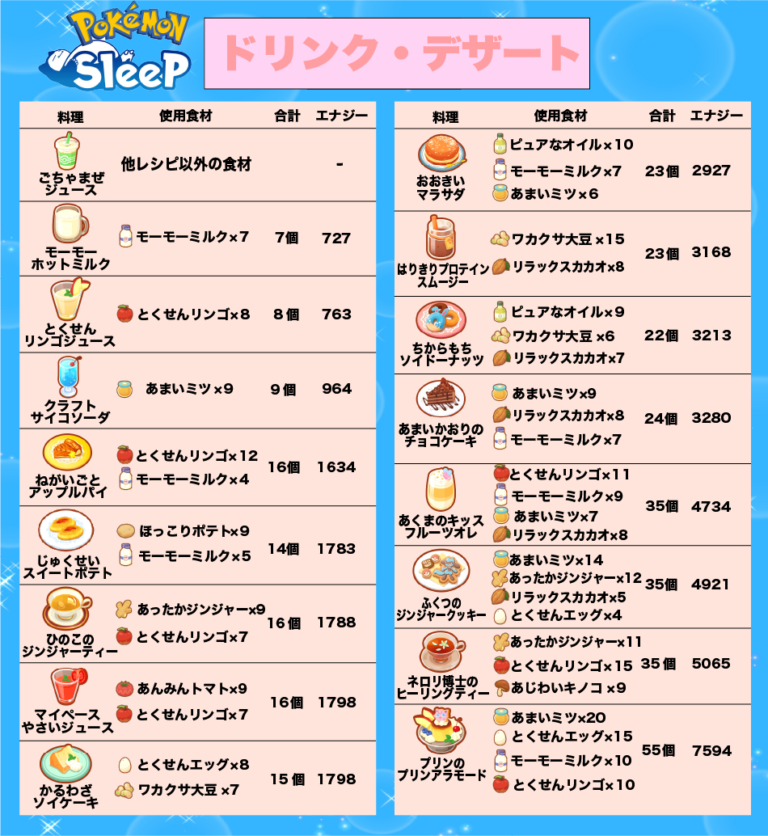 POKéMON
Sleep
ドリンク・デザート
料理 使用食材 合計 エナジー
ごちゃまぜ
ジュース
他レシピ以外の食材 -
モーモー
ホットミルク
モーモーミルク×7 7個 727
とくせん
リンゴジュース
とくせんリンゴ×8 8個 763
クラフト
サイコソーダ
あまいミツ×9 9個 964
ねがいごと
アップルパイ
とくせんリンゴ×12
モーモーミルク×4
16個 1634
じゅくせい
スイートポテト
ほっこりポテト×9
モーモーミルク×5
14個 1783
ひのこの
ジンジャーティー
あったかジンジャー×9
とくせんリンゴ×7
16個 1788
マイペース
やさいジュース
あんみんトマト×9
とくせんリンゴ×7
16個 1798
かるわざ
ソイケーキ
とくせんエッグ×8
ワカクサ大豆 ×7
15個 1798
料理 使用食材 合計 エナジー
おおきい
マラサダ
ピュアなオイル×10
モーモーミルク×7
あまいミツ×6
23個 2927
はりきりプロテイン
スムージー
ワカクサ大豆 ×15
リラックスカカオ×8
23個 3168
ちからもち
ソイドーナッツ
ピュアなオイル×9
ワカクサ大豆 ×6
リラックスカカオ×7
22個 3213
あまいかおりの
チョコケーキ
あまいミツ×9
リラックスカカオ×8
モーモーミルク×7
24個 3280
あくまのキッス
フルーツオレ
とくせんリンゴ×11
モーモーミルク×9
あまいミツ×7
リラックスカカオ×8
35個 4734
ふくつの
ジンジャークッキー
あまいミツ×14
あったかジンジャー×12
リラックスカカオ×5
とくせんエッグ×4
35個 4921
ネロリ博士の
ヒーリングティー
あったかジンジャー×11
とくせんリンゴ×15
あじわいキノコ ×9
35個 5065
プリンの
プリンアラモード
あまいミツ×20
とくせんエッグ×15
モーモーミルク×10
とくせんリンゴ×10
55個 7594